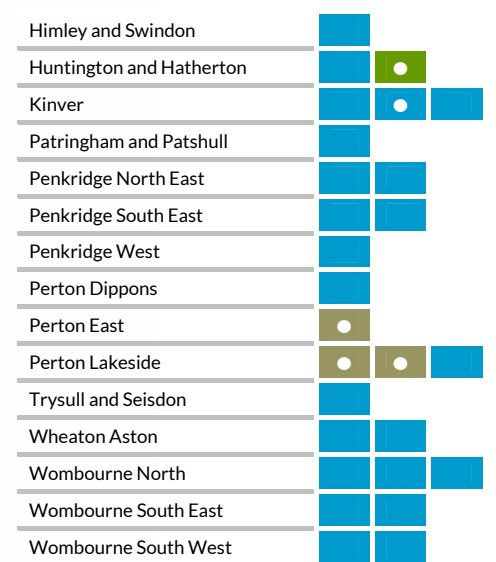 Himley and Swindon
Huntington and Hatherton
Kinver
Patringham and Patshull
Penkridge North East
Penkridge South East
Penkridge West
Perton Dippons
Perton East
Perton Lakeside
Trysull and Seisdon
Wheaton Aston
Wombourne North
Wombourne South East
Wombourne South West